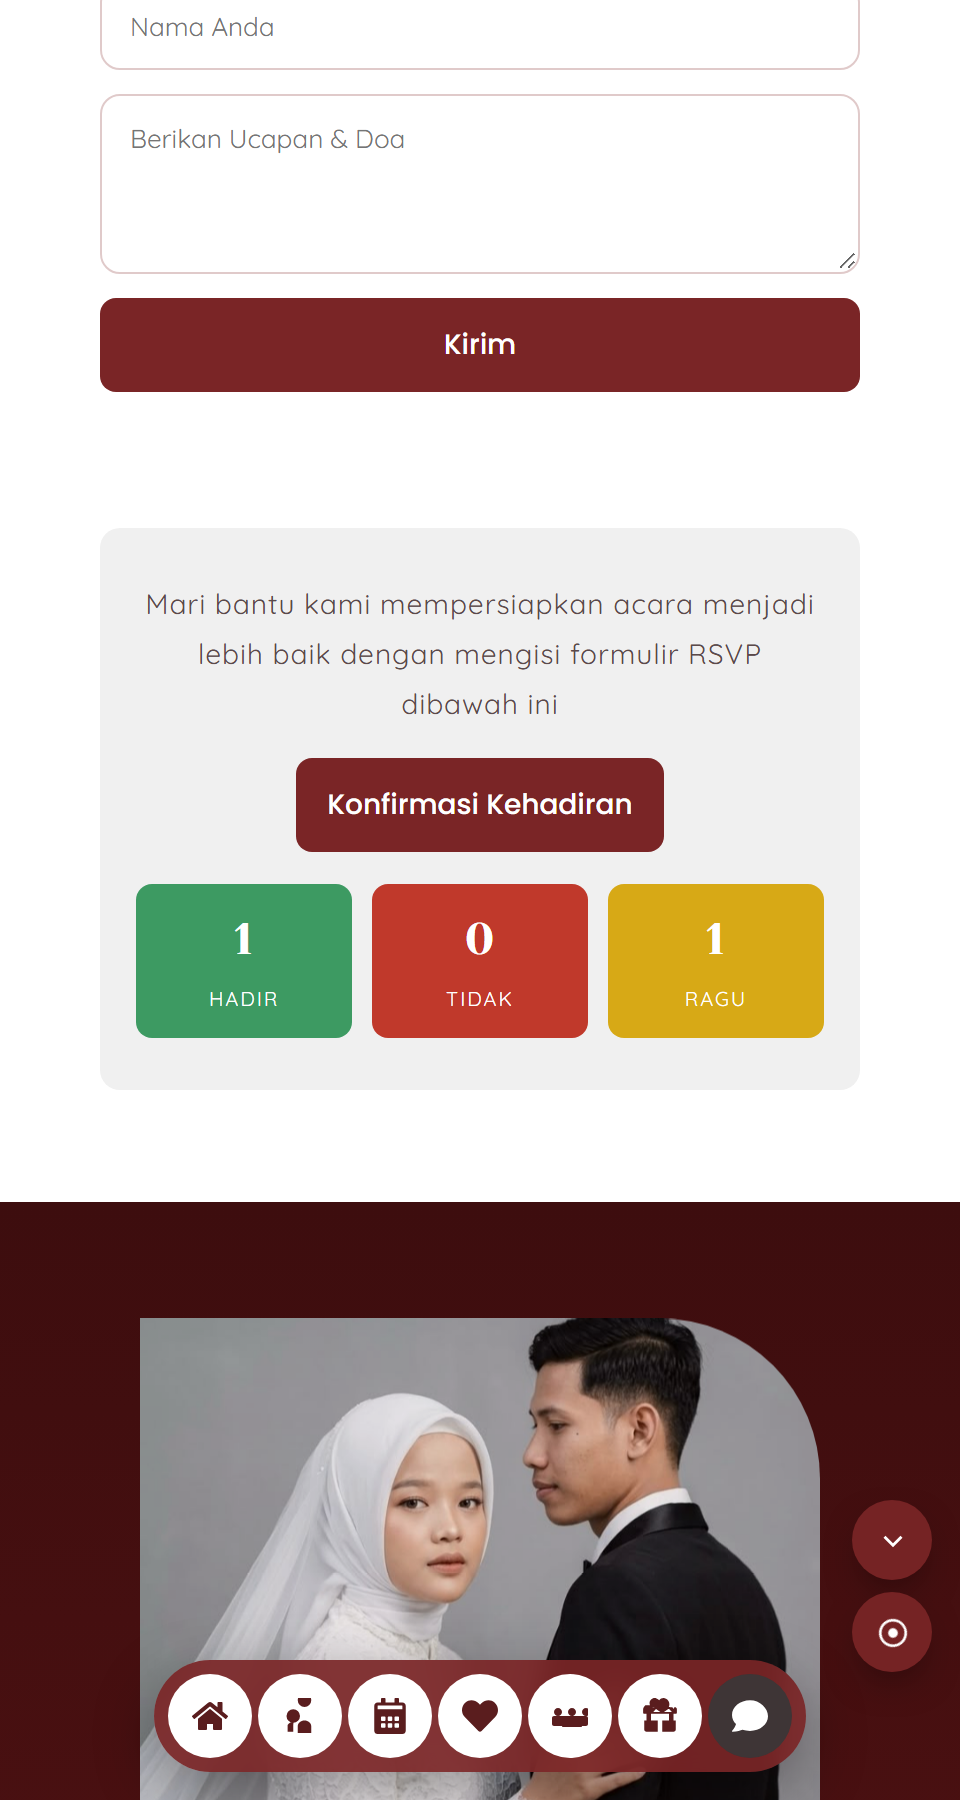 Nama Anda
Berikan Ucapan & Doa
Kirim
Mari bantu kami mempersiapkan acara menjadi
lebih baik dengan mengisi formulir RSVP
dibawah ini
Konfirmasi Kehadiran
1 0 1
HADIR TIDAK RAGU